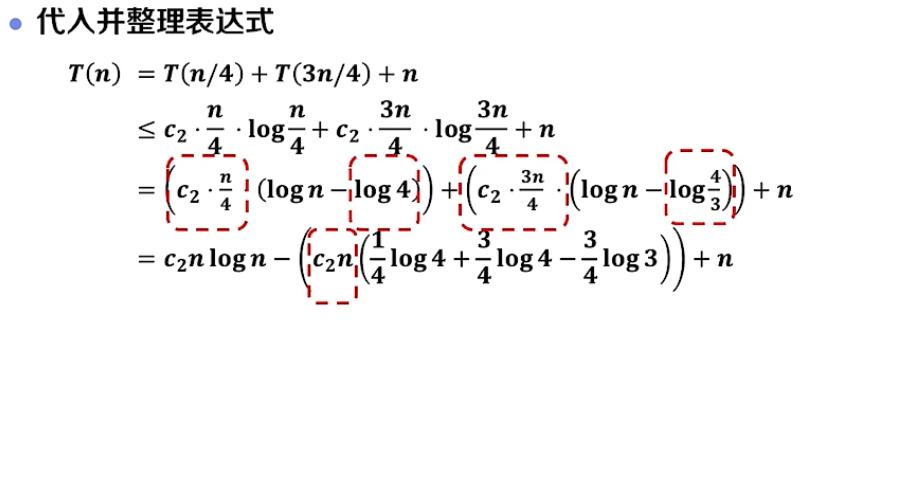 代入并整理表达式
T(n) = T(n/4) + T(3n/4) + n
≤ c₂ · n/4 · log n/4 + c₂ · 3n/4 · log 3n/4 + n
= (c₂ · n/4 (log n − log 4)) + (c₂ · 3n/4 · (log n − log 4/3)) + n
= c₂n log n − (c₂n (1/4 log 4 + 3/4 log 4 − 3/4 log 3)) + n